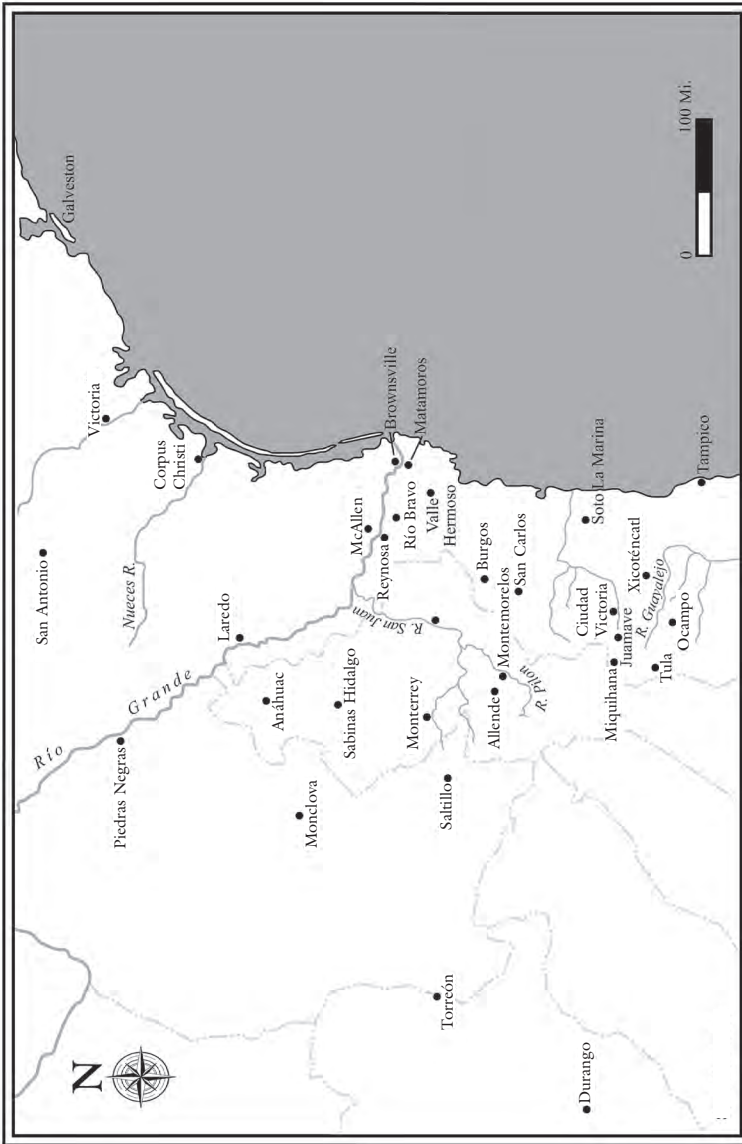 N
Galveston
Victoria
Corpus
Christi
San Antonio
Nueces R.
Laredo
Río Grande
Piedras Negras
Anáhuac
Sabinas Hidalgo
Monclova
McAllen
Reynosa
Río Bravo
Brownsville
Matamoros
Valle
Hermoso
R. San Juan
Monterrey
Saltillo
Burgos
San Carlos
Montemorelos
Allende
R. Pilon
Torreón
Durango
Ciudad
Victoria
Juamave
Miquihana
Soto La Marina
Xicoténcatl
R. Guayalejo
Ocampo
Tula
Tampico
0
100 Mi.